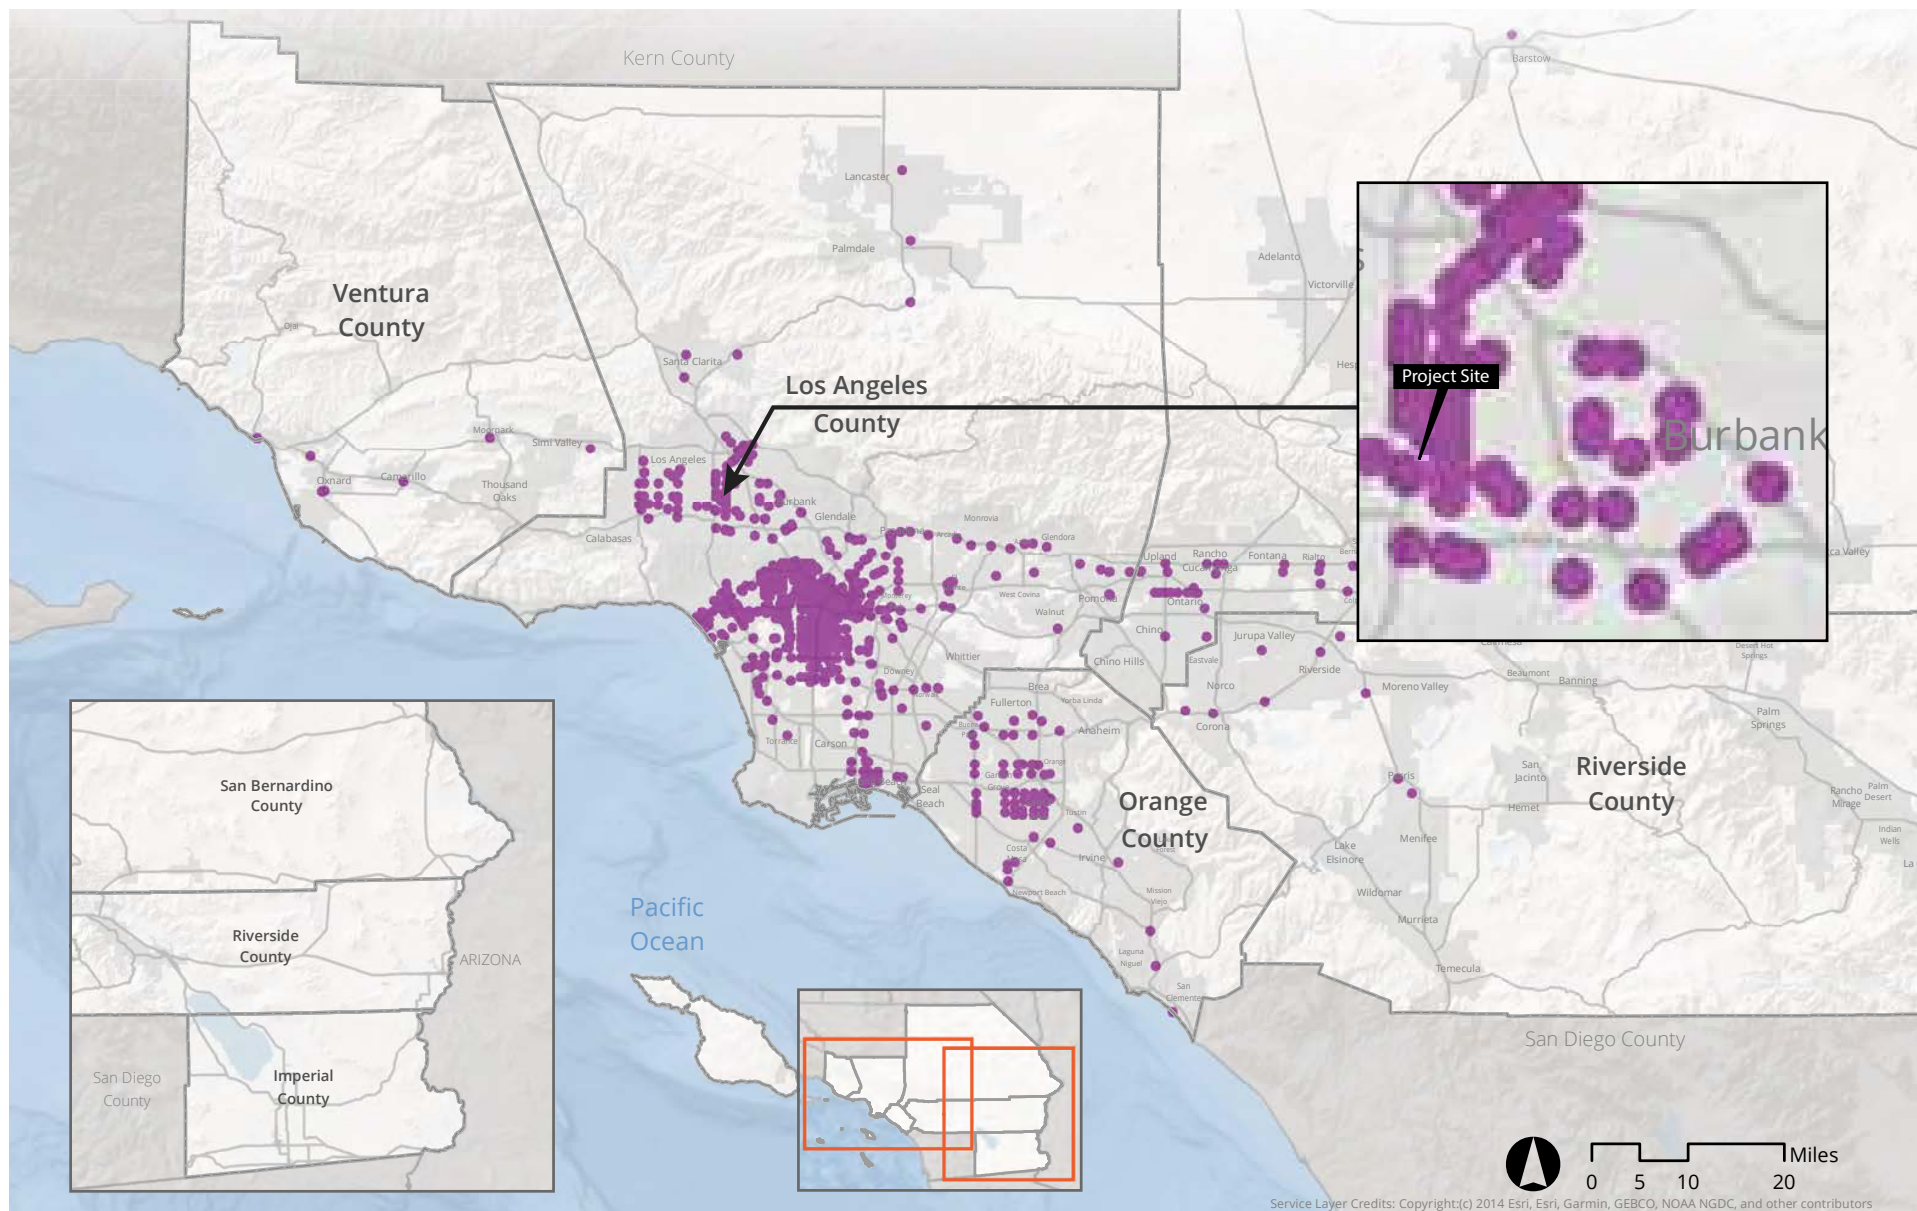 Kern County
Barstow
Lancaster
Palmdale
Adelanto
Victorville
Ventura
County
Ojai
Santa Clarita
Los Angeles
County
Project Site
Burbank
Moorpark
Simi Valley
Los Angeles
Oxnard
Camarillo
Thousand
Oaks
Glendale
Calabasas
Monrovia
Glendora
Upland
Rancho
Cucamonga
Fontana
Rialto
West Covina
Pomona
Ontario
Walnut
Chino
Jurupa Valley
Whittier
Chino Hills
Eastvale
Riverside
Downey
Norco
Moreno Valley
Beaumont
Banning
Desert Hot
Springs
Brea
Yorba Linda
Fullerton
Corona
Palm
Springs
Anaheim
Torrance
Carson
Orange
Seal
Beach
Perris
San
Jacinto
Riverside
County
Orange
County
Hemet
Rancho
Mirage
Palm
Desert
Tustin
Menifee
Indian
Wells
La
Costa
Irvine
Lake
Elsinore
Newport Beach
Mission
Viejo
Wildomar
Murrieta
Laguna
Niguel
Temecula
San
Clemente
Pacific
Ocean
San Diego County
San Bernardino
County
Riverside
County
ARIZONA
San Diego
County
Imperial
County
Miles
0 5 10 20
Service Layer Credits: Copyright:(c) 2014 Esri, Esri, Garmin, GEBCO, NOAA NGDC, and other contributors